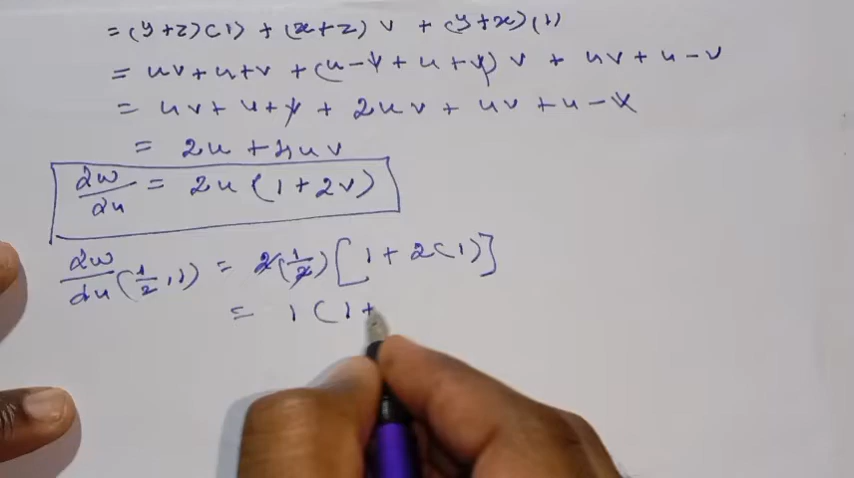 = (y+z)(1) + (x+z) v + (y+x)(1)
= uv + u + v + (u - v + u + v) v + uv + u - v
= uv + u + v + 2uv + uv + u - v
= 2u + 4uv
∂w/∂u = 2u (1 + 2v)
∂w/∂u (1/2, 1) = 2(1/2) [1 + 2(1)]
= 1 (1 +